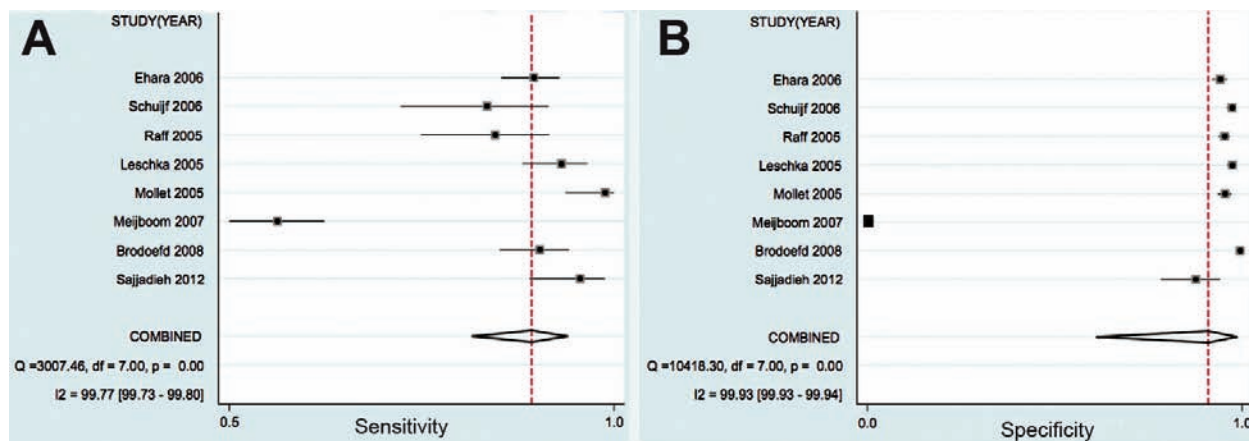 A
STUDY(YEAR)
Ehara 2006
Schuijf 2006
Raff 2005
Leschka 2005
Mollet 2005
Meijboom 2007
Brodoefd 2008
Sajjadieh 2012
COMBINED
Q =3007.46, df = 7.00, p = 0.00
I2 = 99.77 [99.73 - 99.80]
0.5
1.0
Sensitivity
B
STUDY(YEAR)
Ehara 2006
Schuijf 2006
Raff 2005
Leschka 2005
Mollet 2005
Meijboom 2007
Brodoefd 2008
Sajjadieh 2012
COMBINED
Q =10418.30, df = 7.00, p = 0.00
I2 = 99.93 [99.93 - 99.94]
0.0
1.0
Specificity